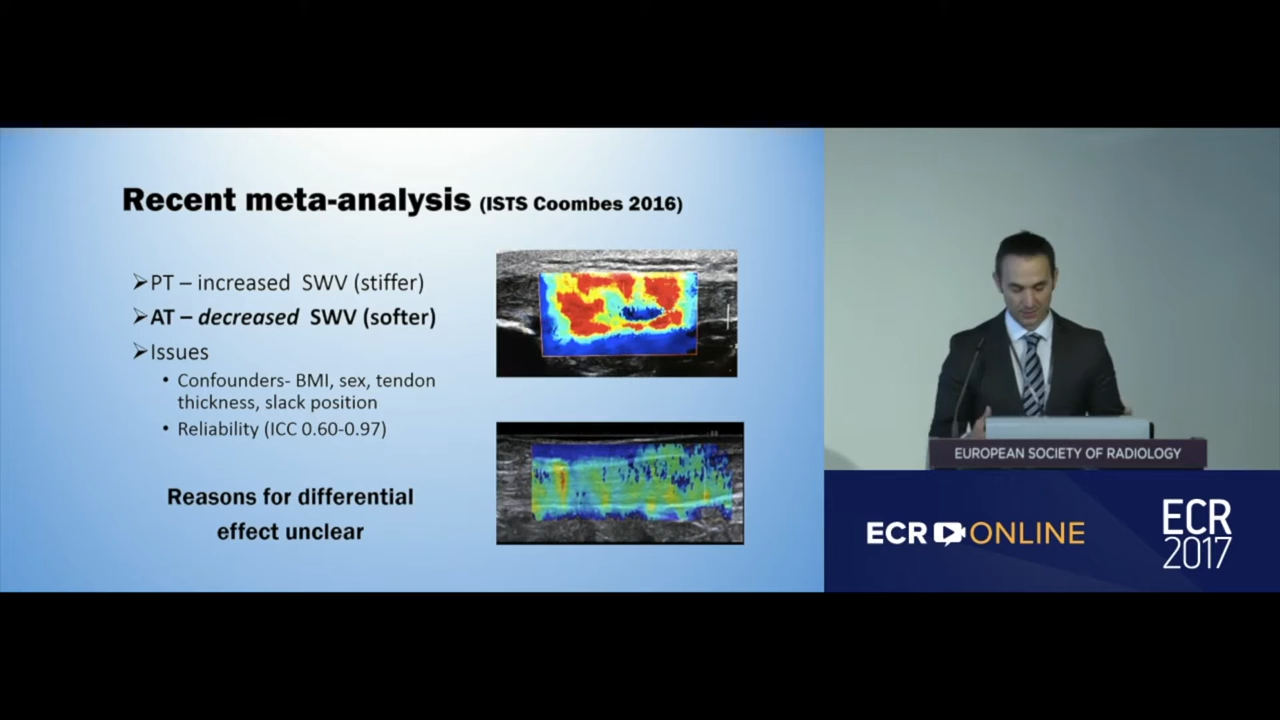 Recent meta-analysis (ISTS Coombes 2016)
➢PT – increased SWV (stiffer)
➢AT – decreased SWV (softer)
➢Issues
• Confounders- BMI, sex, tendon
thickness, slack position
• Reliability (ICC 0.60-0.97)
Reasons for differential
effect unclear
EUROPEAN SOCIETY OF RADIOLOGY
ECR ONLINE
ECR
2017